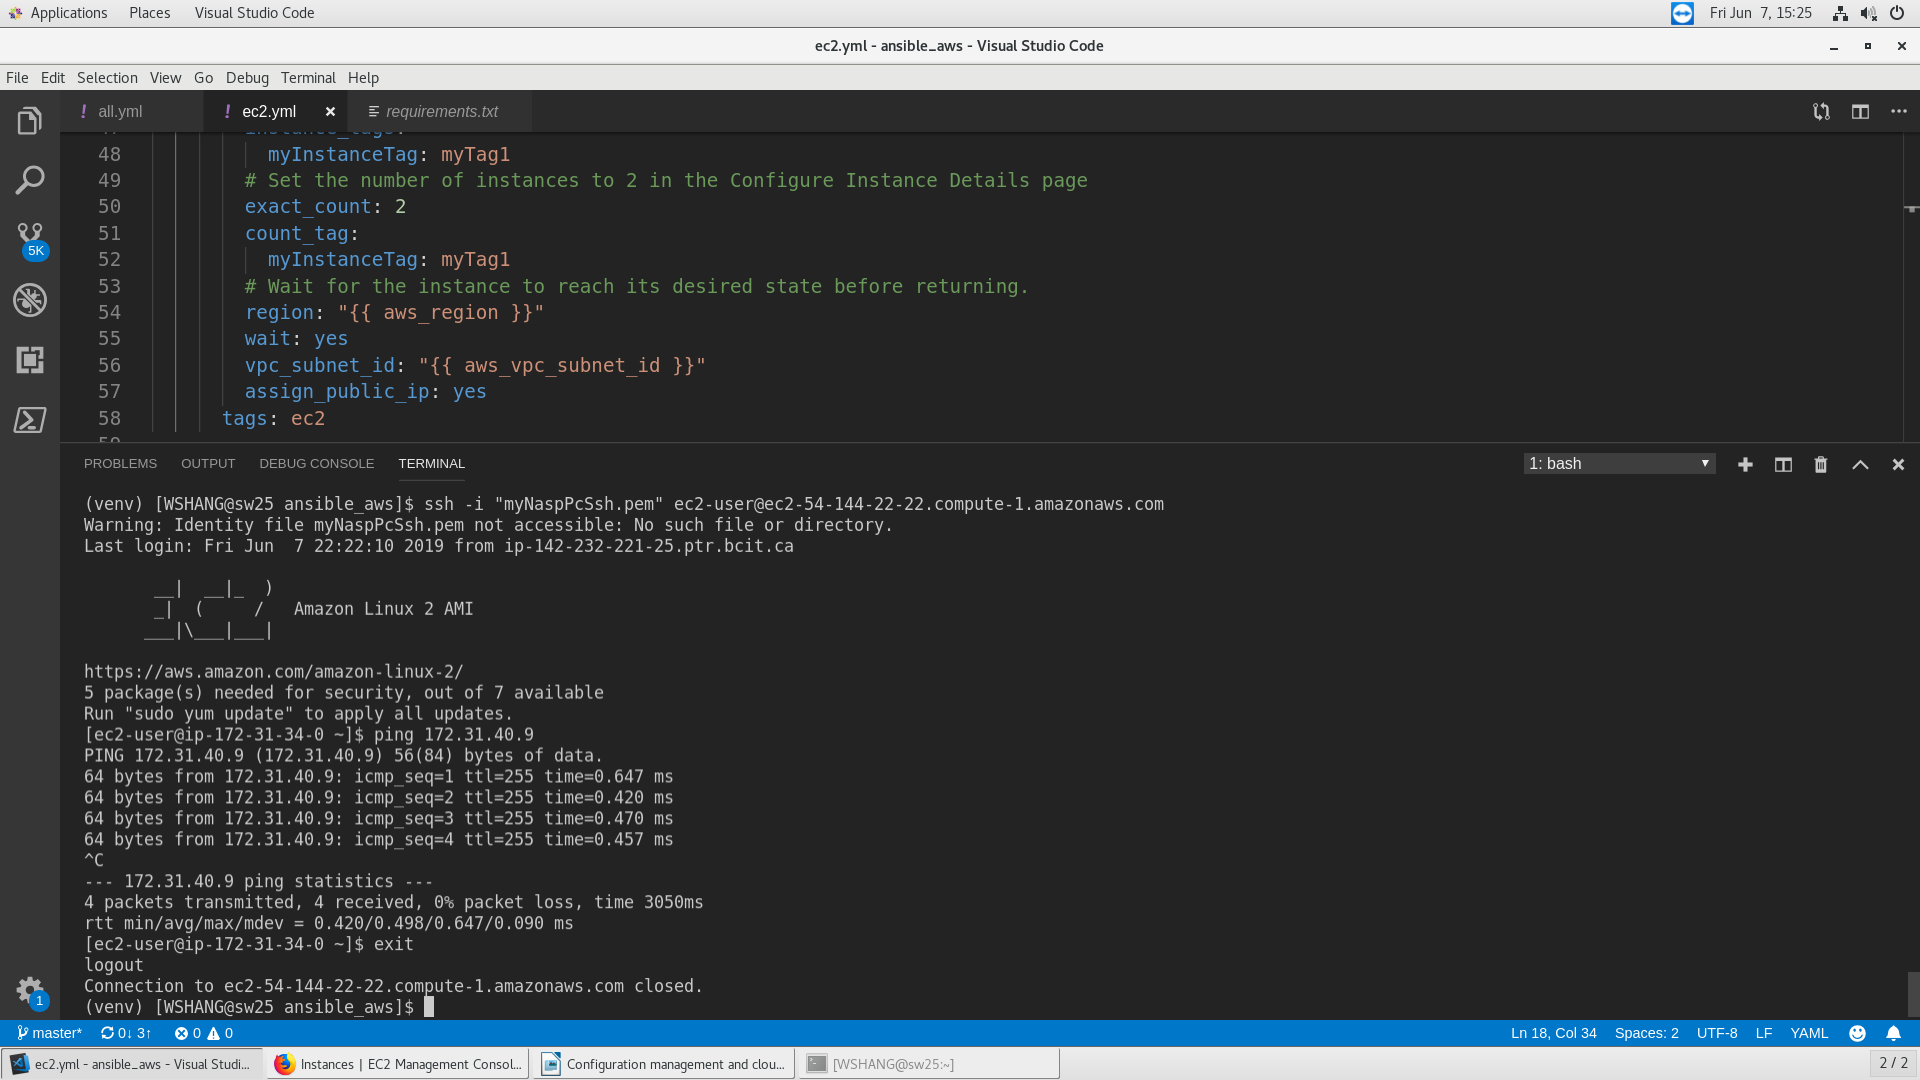 Applications Places Visual Studio Code Fri Jun 7, 15:25
ec2.yml - ansible_aws - Visual Studio Code
File Edit Selection View Go Debug Terminal Help
! all.yml ! ec2.yml requirements.txt
48 myInstanceTag: myTag1
49 # Set the number of instances to 2 in the Configure Instance Details page
50 exact_count: 2
51 count_tag:
52 myInstanceTag: myTag1
53 # Wait for the instance to reach its desired state before returning.
54 region: "{{ aws_region }}"
55 wait: yes
56 vpc_subnet_id: "{{ aws_vpc_subnet_id }}"
57 assign_public_ip: yes
58 tags: ec2
5K
PROBLEMS OUTPUT DEBUG CONSOLE TERMINAL 1: bash
(venv) [WSHANG@sw25 ansible_aws]$ ssh -i "myNaspPcSsh.pem" ec2-user@ec2-54-144-22-22.compute-1.amazonaws.com
Warning: Identity file myNaspPcSsh.pem not accessible: No such file or directory.
Last login: Fri Jun  7 22:22:10 2019 from ip-142-232-221-25.ptr.bcit.ca
       __|  __|_  )
       _|  (     /   Amazon Linux 2 AMI
      ___|\___|___|
https://aws.amazon.com/amazon-linux-2/
5 package(s) needed for security, out of 7 available
Run "sudo yum update" to apply all updates.
[ec2-user@ip-172-31-34-0 ~]$ ping 172.31.40.9
PING 172.31.40.9 (172.31.40.9) 56(84) bytes of data.
64 bytes from 172.31.40.9: icmp_seq=1 ttl=255 time=0.647 ms
64 bytes from 172.31.40.9: icmp_seq=2 ttl=255 time=0.420 ms
64 bytes from 172.31.40.9: icmp_seq=3 ttl=255 time=0.470 ms
64 bytes from 172.31.40.9: icmp_seq=4 ttl=255 time=0.457 ms
^C
--- 172.31.40.9 ping statistics ---
4 packets transmitted, 4 received, 0% packet loss, time 3050ms
rtt min/avg/max/mdev = 0.420/0.498/0.647/0.090 ms
[ec2-user@ip-172-31-34-0 ~]$ exit
logout
Connection to ec2-54-144-22-22.compute-1.amazonaws.com closed.
(venv) [WSHANG@sw25 ansible_aws]$
1
master* 0↓ 3↑ 0 0 Ln 18, Col 34 Spaces: 2 UTF-8 LF YAML
ec2.yml - ansible_aws - Visual Studi... Instances | EC2 Management Consol... Configuration management and clou... [WSHANG@sw25:~] 2 / 2